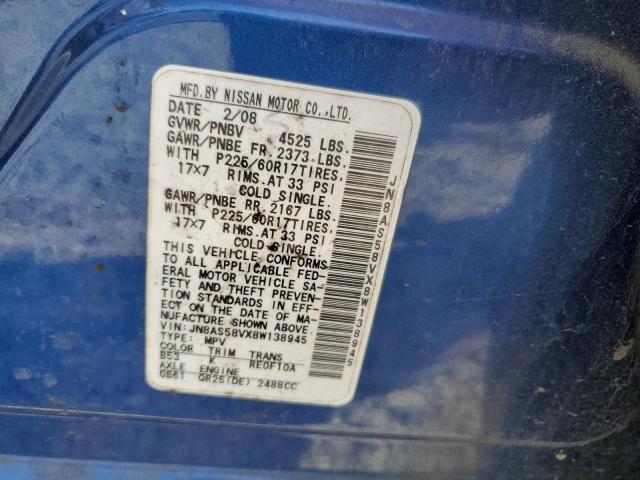 MFD.BY NISSAN MOTOR CO.,LTD.
DATE 2/08
GVWR/PNBV 4525 LBS.
GAWR/PNBE FR. 2373 LBS.
WITH P225/60R17TIRES.
17X7 RIMS.AT 33 PSI
COLD SINGLE.
GAWR/PNBE RR. 2167 LBS.
WITH P225/60R17TIRES.
17X7 RIMS.AT 33 PSI
COLD SINGLE.
THIS VEHICLE CONFORMS
TO ALL APPLICABLE FED-
ERAL MOTOR VEHICLE SA-
FETY AND THEFT PREVEN-
TION STANDARDS IN EFF-
ECT ON THE DATE OF MA-
NUFACTURE SHOWN ABOVE.
VIN:JN8AS58VX8W138945
TYPE: MPV
COLOR TRIM TRANS
B53 K RE0F10A
AXLE ENGINE
GB61 QR25(DE) 2488CC
JN8AS58VX8W138945